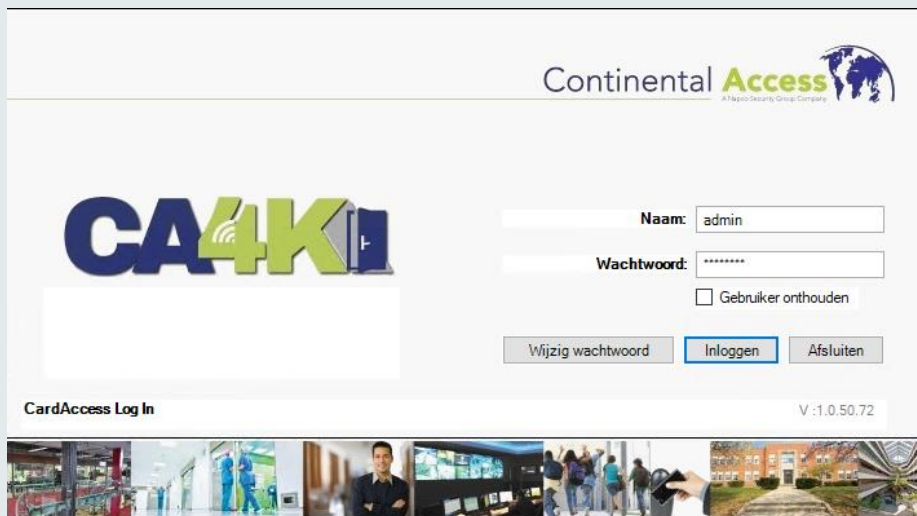 Continental Access
A Napco Security Group Company
CA4K
Naam: admin
Wachtwoord: ********
Gebruiker onthouden
Wijzig wachtwoord Inloggen Afsluiten
CardAccess Log In V :1.0.50.72